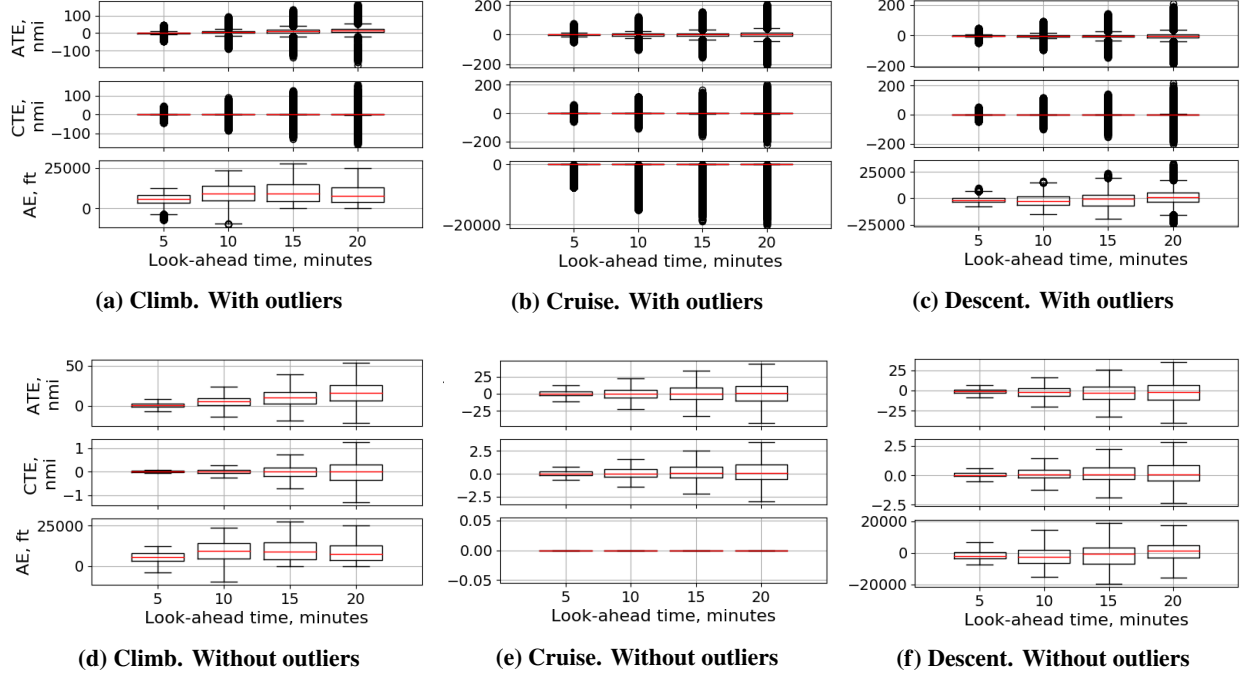 ATE,
nmi
100
0
−100
CTE,
nmi
100
0
−100
AE, ft
25000
0
5 10 15 20
Look-ahead time, minutes
(a) Climb. With outliers
200
0
−200
200
0
−200
0
−20000
5 10 15 20
Look-ahead time, minutes
(b) Cruise. With outliers
200
0
−200
200
0
−200
25000
0
−25000
5 10 15 20
Look-ahead time, minutes
(c) Descent. With outliers
ATE,
nmi
50
0
CTE,
nmi
1
0
−1
AE, ft
25000
0
5 10 15 20
Look-ahead time, minutes
(d) Climb. Without outliers
25
0
−25
2.5
0.0
−2.5
0.05
0.00
−0.05
5 10 15 20
Look-ahead time, minutes
(e) Cruise. Without outliers
25
0
−25
2.5
0.0
−2.5
20000
0
−20000
5 10 15 20
Look-ahead time, minutes
(f) Descent. Without outliers